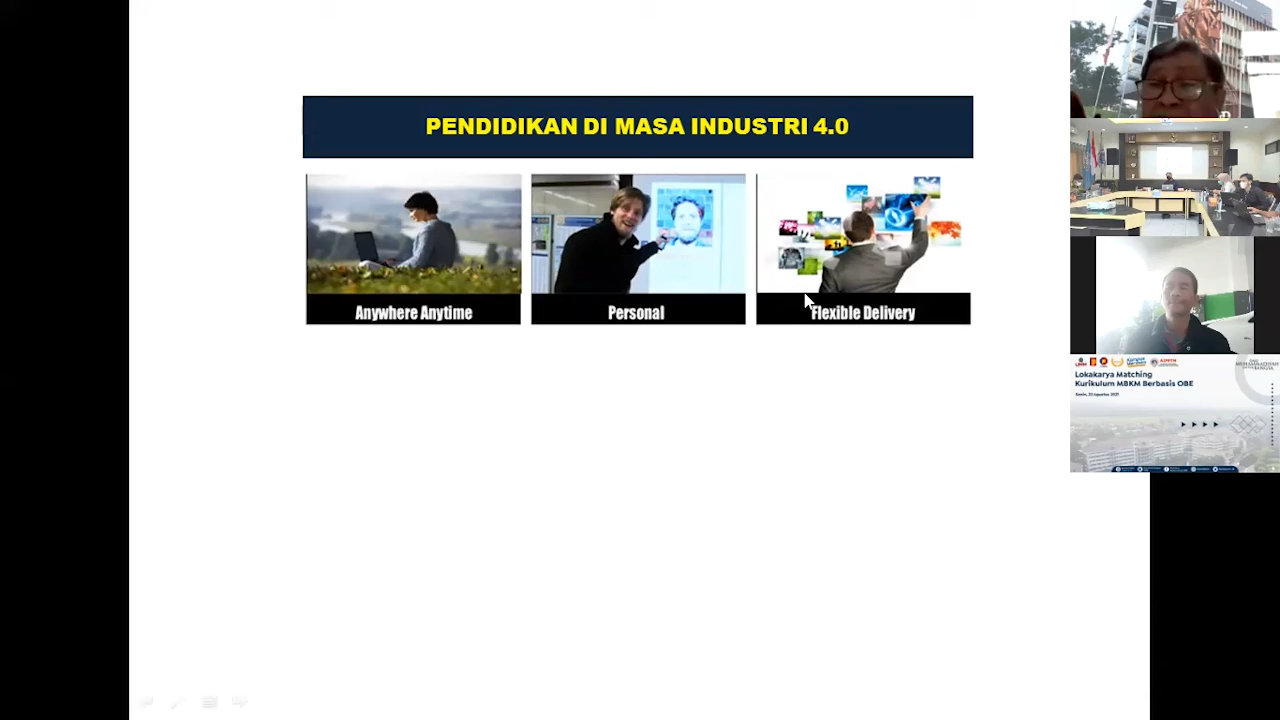 PENDIDIKAN DI MASA INDUSTRI 4.0
Anywhere Anytime
Personal
Flexible Delivery
Lokakarya Matching
Kurikulum MBKM Berbasis OBE